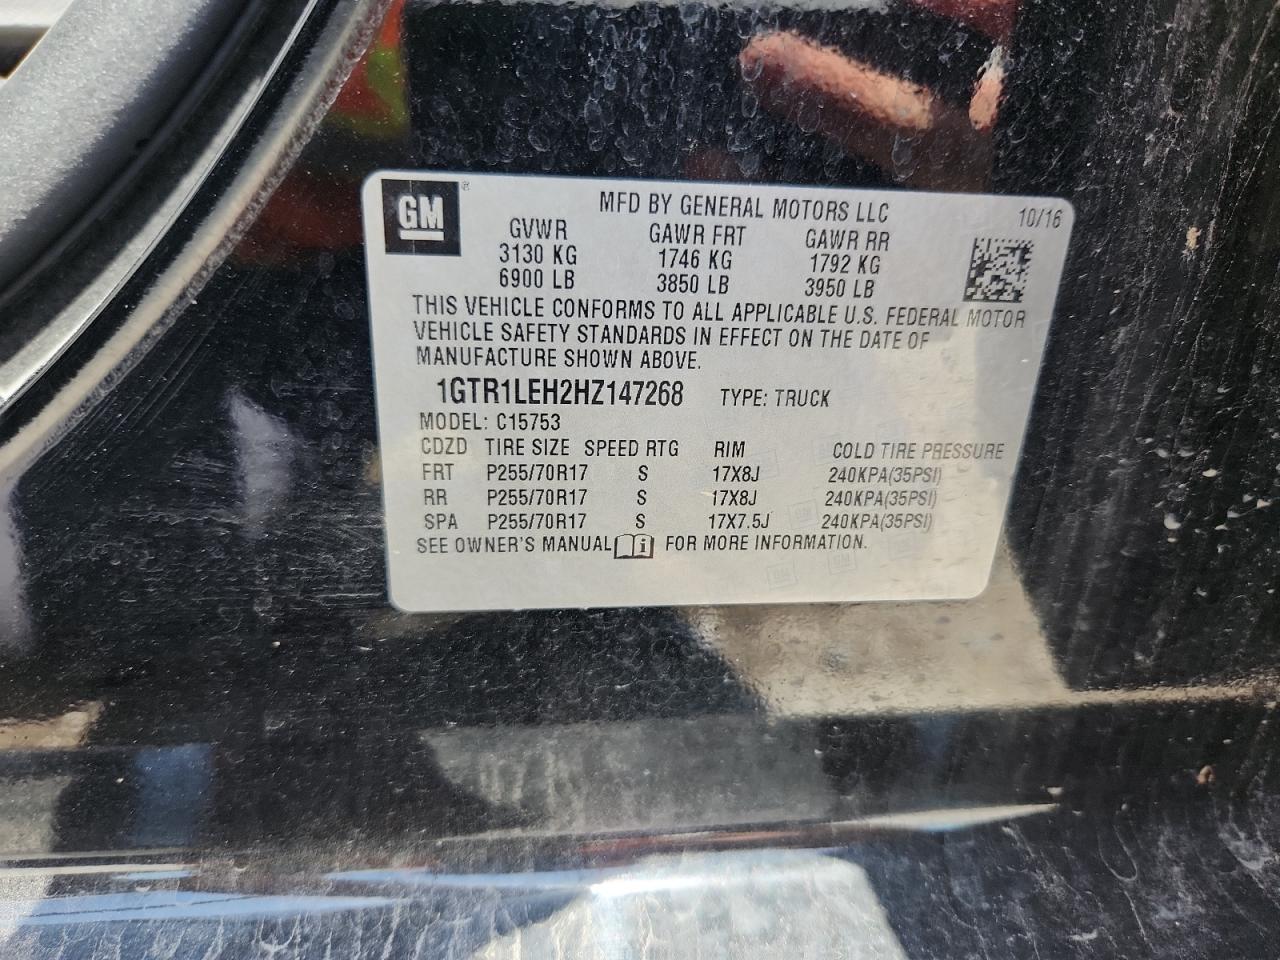 GM ®
MFD BY GENERAL MOTORS LLC 10/16
GVWR GAWR FRT GAWR RR
3130 KG 1746 KG 1792 KG
6900 LB 3850 LB 3950 LB
THIS VEHICLE CONFORMS TO ALL APPLICABLE U.S. FEDERAL MOTOR
VEHICLE SAFETY STANDARDS IN EFFECT ON THE DATE OF
MANUFACTURE SHOWN ABOVE.
1GTR1LEH2HZ147268 TYPE: TRUCK
MODEL: C15753
CDZD TIRE SIZE SPEED RTG RIM COLD TIRE PRESSURE
FRT P255/70R17 S 17X8J 240KPA(35PSI)
RR P255/70R17 S 17X8J 240KPA(35PSI)
SPA P255/70R17 S 17X7.5J 240KPA(35PSI)
SEE OWNER'S MANUAL FOR MORE INFORMATION.